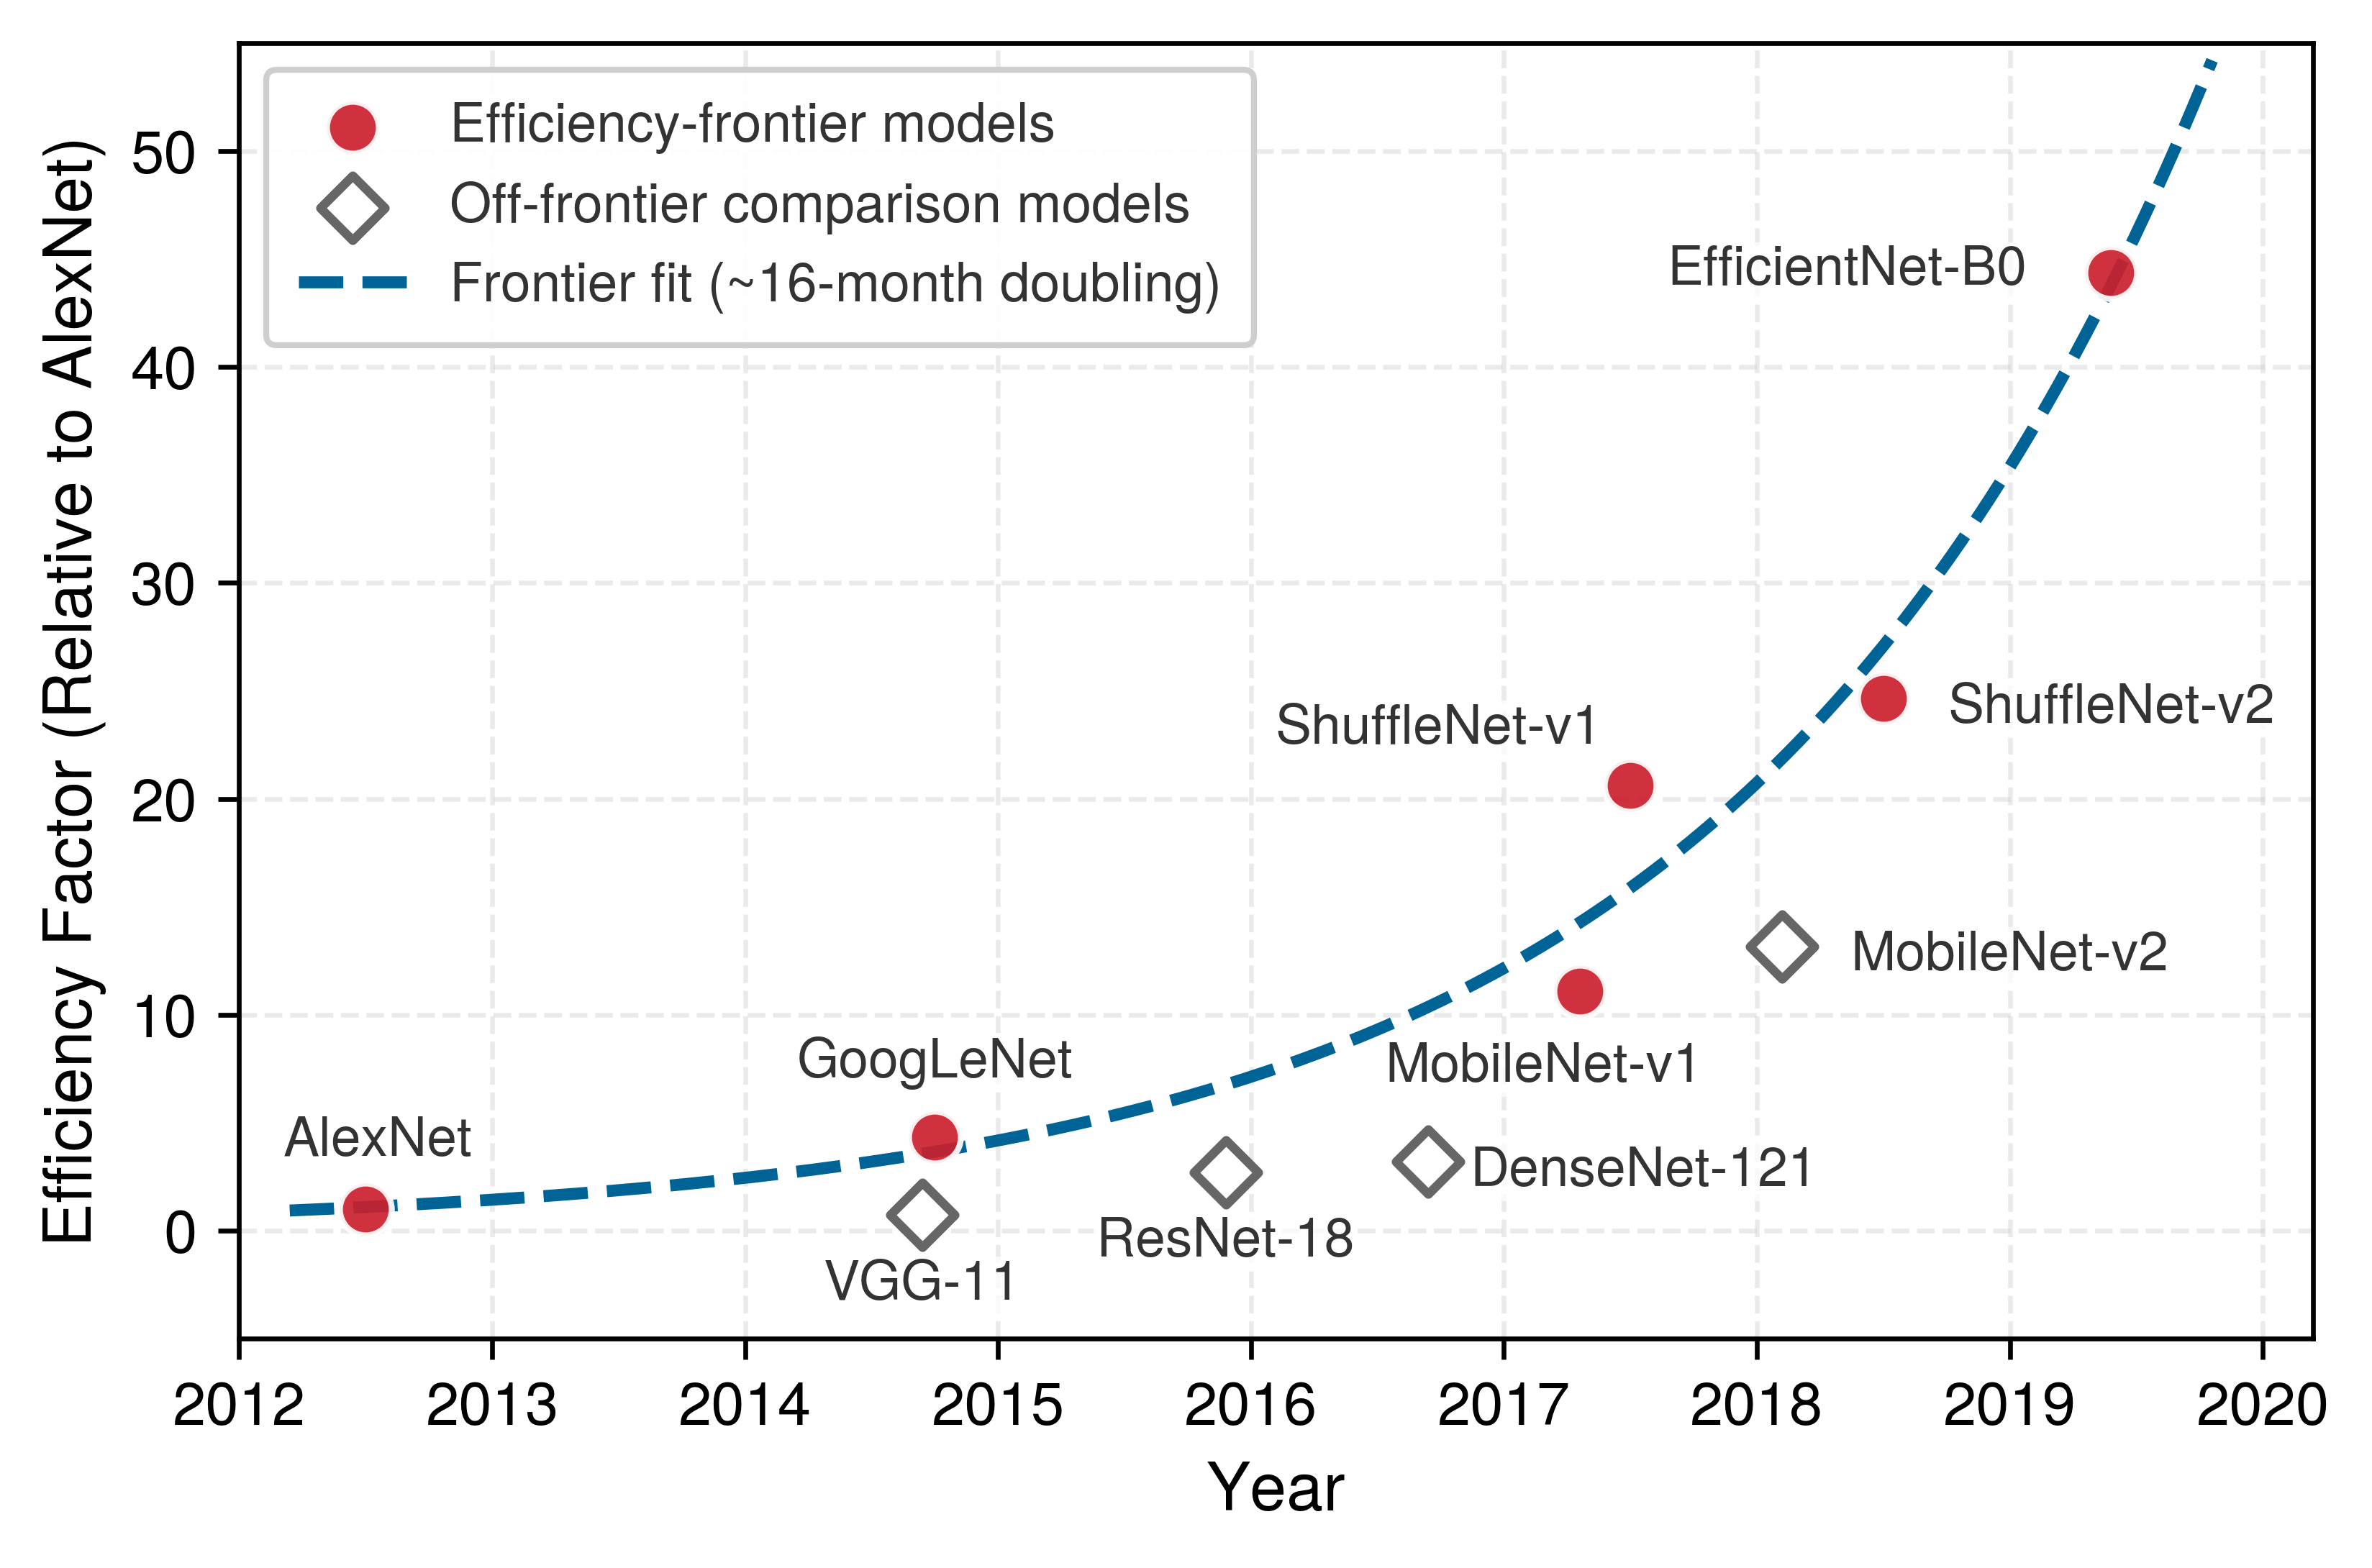 Efficiency-frontier models
Off-frontier comparison models
Frontier fit (~16-month doubling)
Efficiency Factor (Relative to AlexNet)
50
40
30
20
10
0
EfficientNet-B0
ShuffleNet-v2
ShuffleNet-v1
MobileNet-v2
GoogLeNet
MobileNet-v1
AlexNet
DenseNet-121
ResNet-18
VGG-11
2012 2013 2014 2015 2016 2017 2018 2019 2020
Year